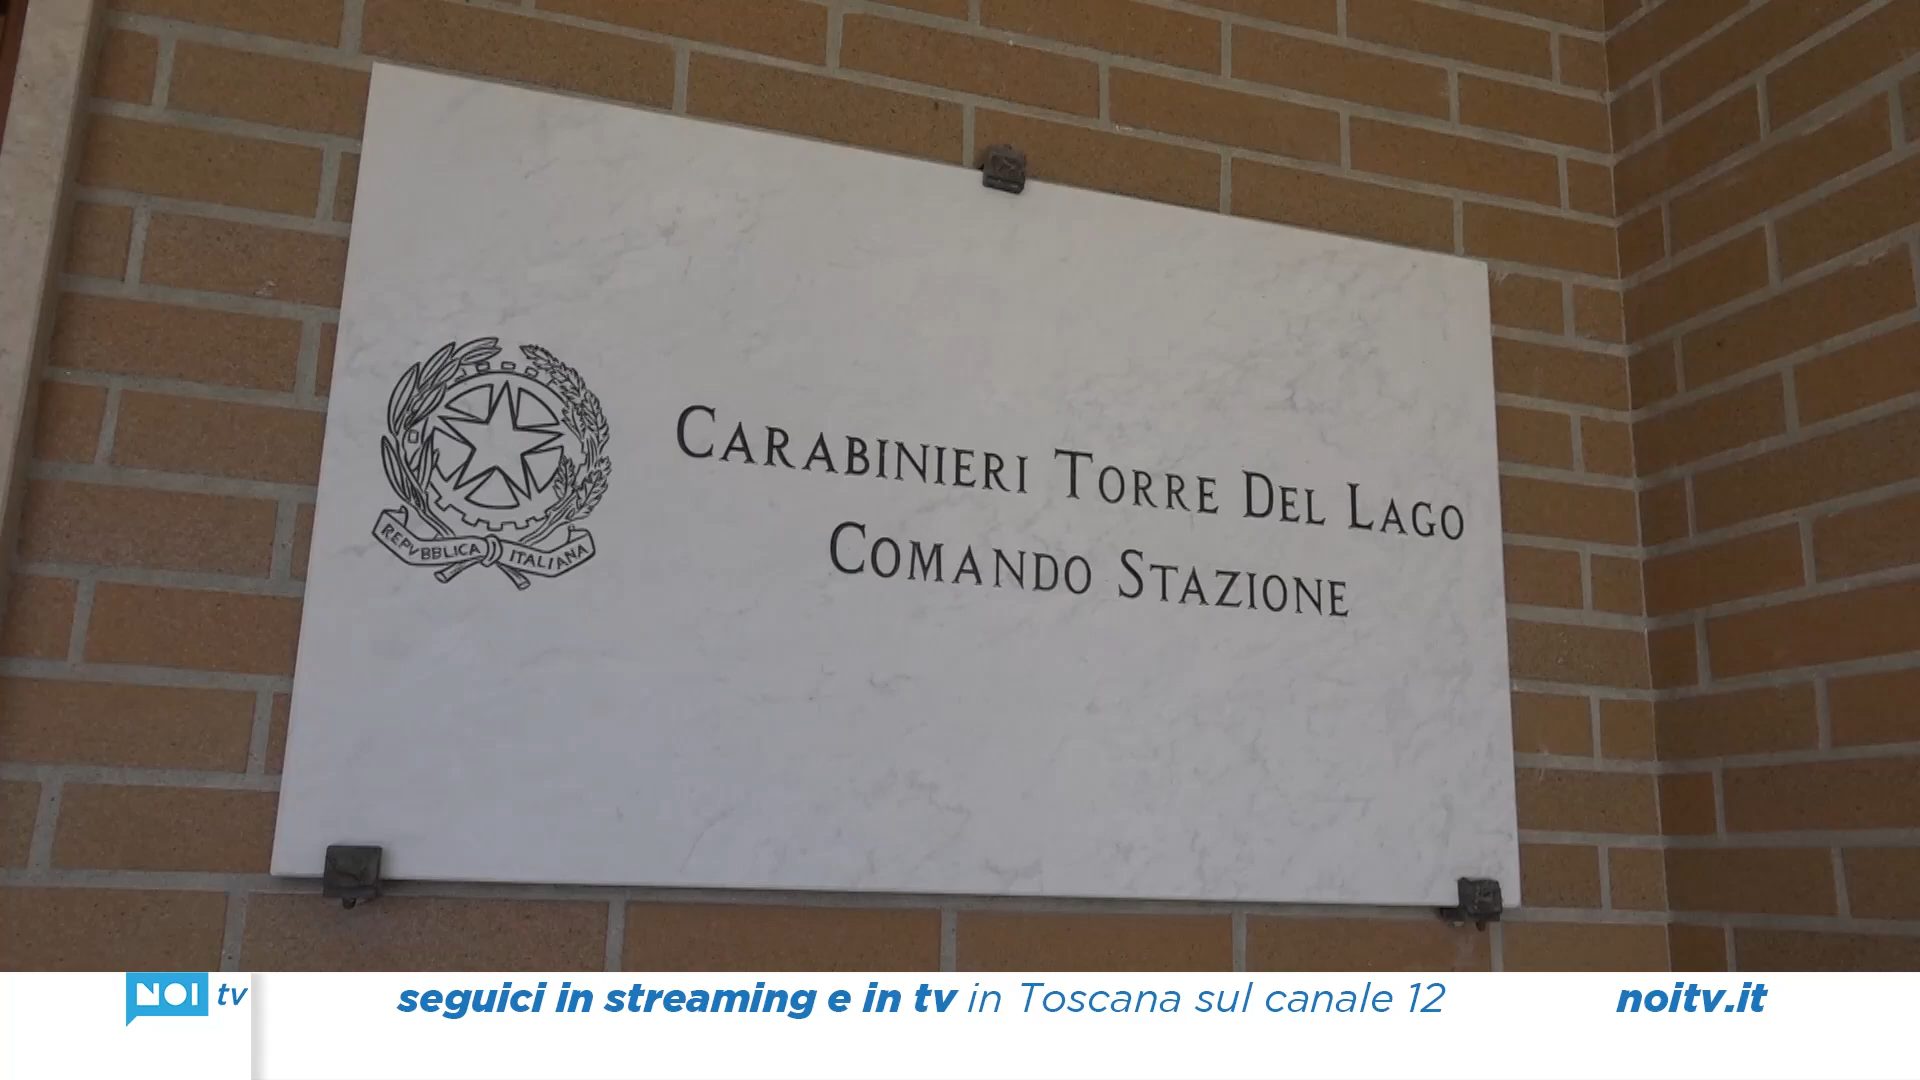 CARABINIERI TORRE DEL LAGO
COMANDO STAZIONE
REPVBBLICA ITALIANA
NOI tv
seguici in streaming e in tv in Toscana sul canale 12
noitv.it